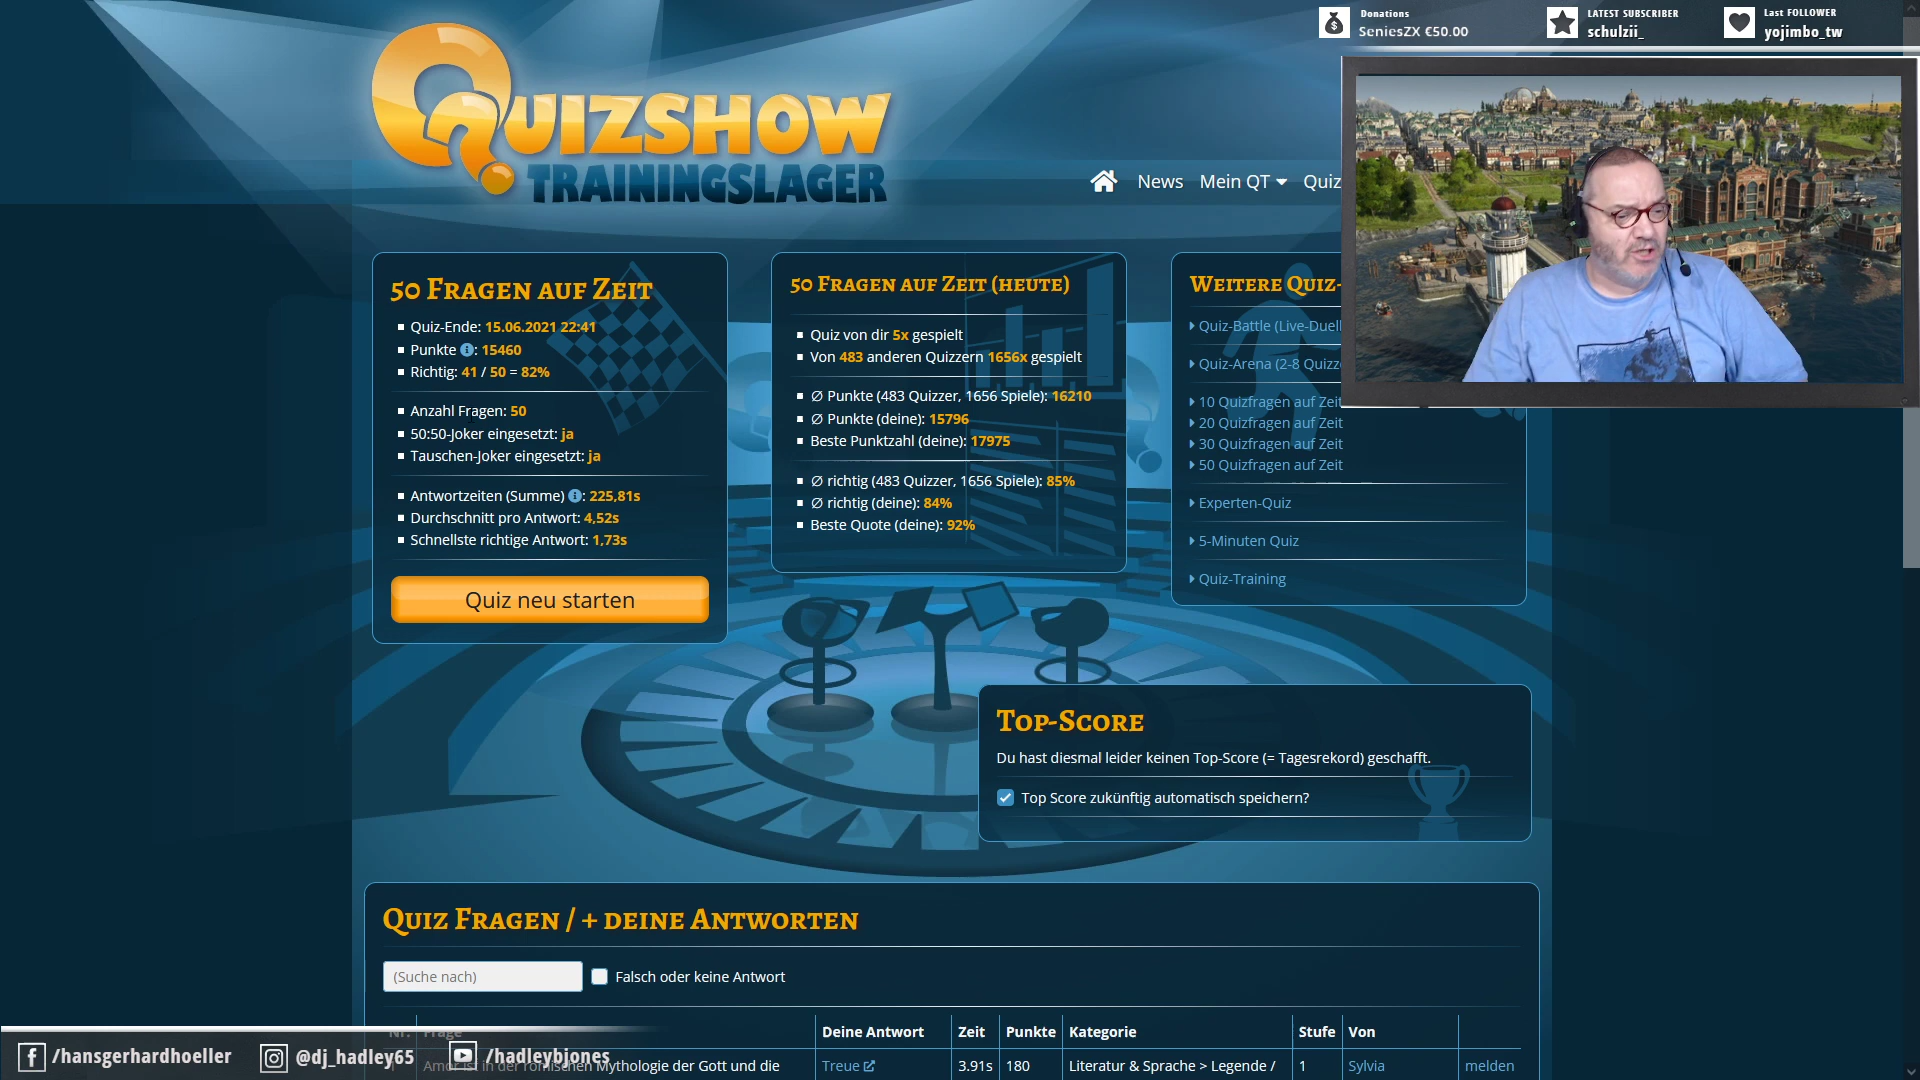 Donations
SeniesZX €50.00
LATEST SUBSCRIBER
schulzii_
Last FOLLOWER
yojimbo_tw
QUIZSHOW
TRAININGSLAGER
News
Mein QT
Quiz
50 Fragen auf Zeit
Quiz-Ende: 15.06.2021 22:41
Punkte : 15460
Richtig: 41 / 50 = 82%
Anzahl Fragen: 50
50:50-Joker eingesetzt: ja
Tauschen-Joker eingesetzt: ja
Antwortzeiten (Summe) : 225,81s
Durchschnitt pro Antwort: 4,52s
Schnellste richtige Antwort: 1,73s
Quiz neu starten
50 Fragen auf Zeit (heute)
Quiz von dir 5x gespielt
Von 483 anderen Quizzern 1656x gespielt
∅ Punkte (483 Quizzer, 1656 Spiele): 16210
∅ Punkte (deine): 15796
Beste Punktzahl (deine): 17975
∅ richtig (483 Quizzer, 1656 Spiele): 85%
∅ richtig (deine): 84%
Beste Quote (deine): 92%
Weitere Quiz-
Quiz-Battle (Live-Duell
Quiz-Arena (2-8 Quizze
10 Quizfragen auf Zeit
20 Quizfragen auf Zeit
30 Quizfragen auf Zeit
50 Quizfragen auf Zeit
Experten-Quiz
5-Minuten Quiz
Quiz-Training
Top-Score
Du hast diesmal leider keinen Top-Score (= Tagesrekord) geschafft.
Top Score zukünftig automatisch speichern?
Quiz Fragen / + deine Antworten
(Suche nach)
Falsch oder keine Antwort
Nr. Frage Deine Antwort Zeit Punkte Kategorie Stufe Von
Amor ist in der römischen Mythologie der Gott und die Treue 3.91s 180 Literatur & Sprache > Legende / 1 Sylvia melden
/hansgerhardhoeller
@dj_hadley65
/hadleybjones